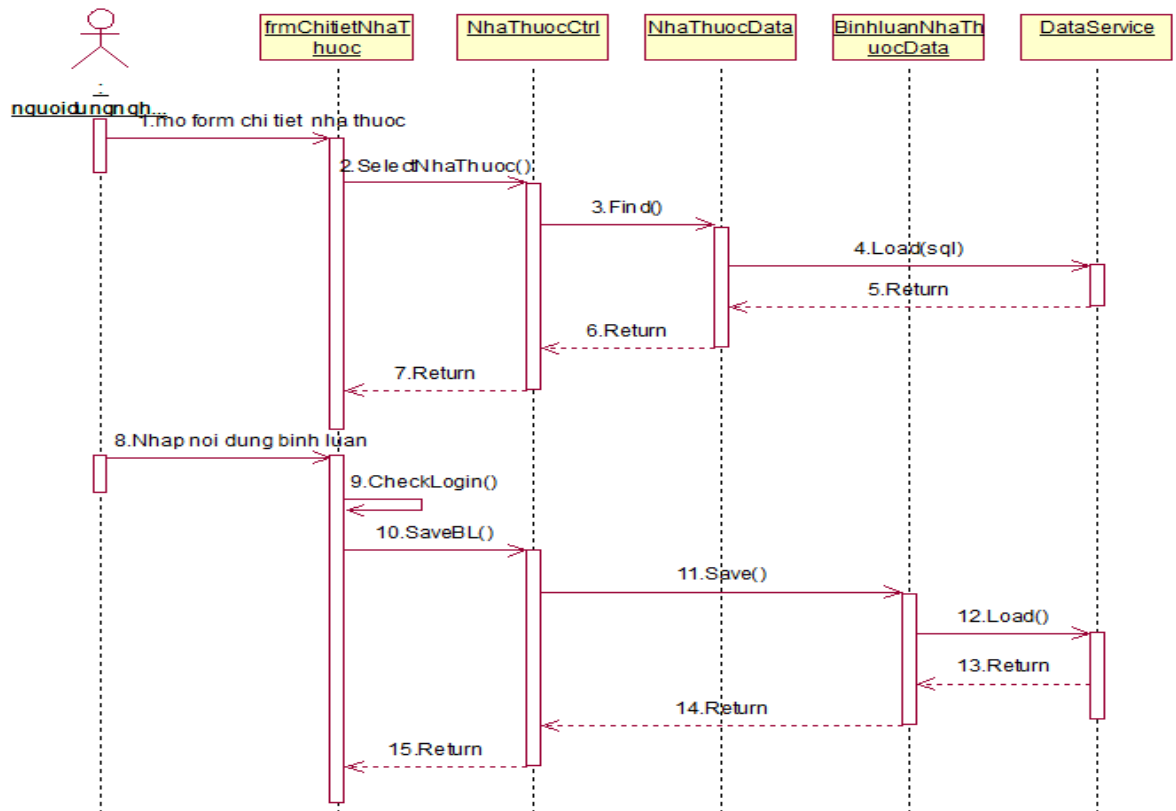 frmChitietNhaT
huoc
NhaThuocCtrl
NhaThuocData
BinhluanNhaTh
uocData
DataService
:
nguoidungngh...
1.mo form chi tiet nha thuoc
2.SelectNhaThuoc()
3.Find()
4.Load(sql)
5.Return
6.Return
7.Return
8.Nhap noi dung binh luan
9.CheckLogin()
10.SaveBL()
11.Save()
12.Load()
13.Return
14.Return
15.Return